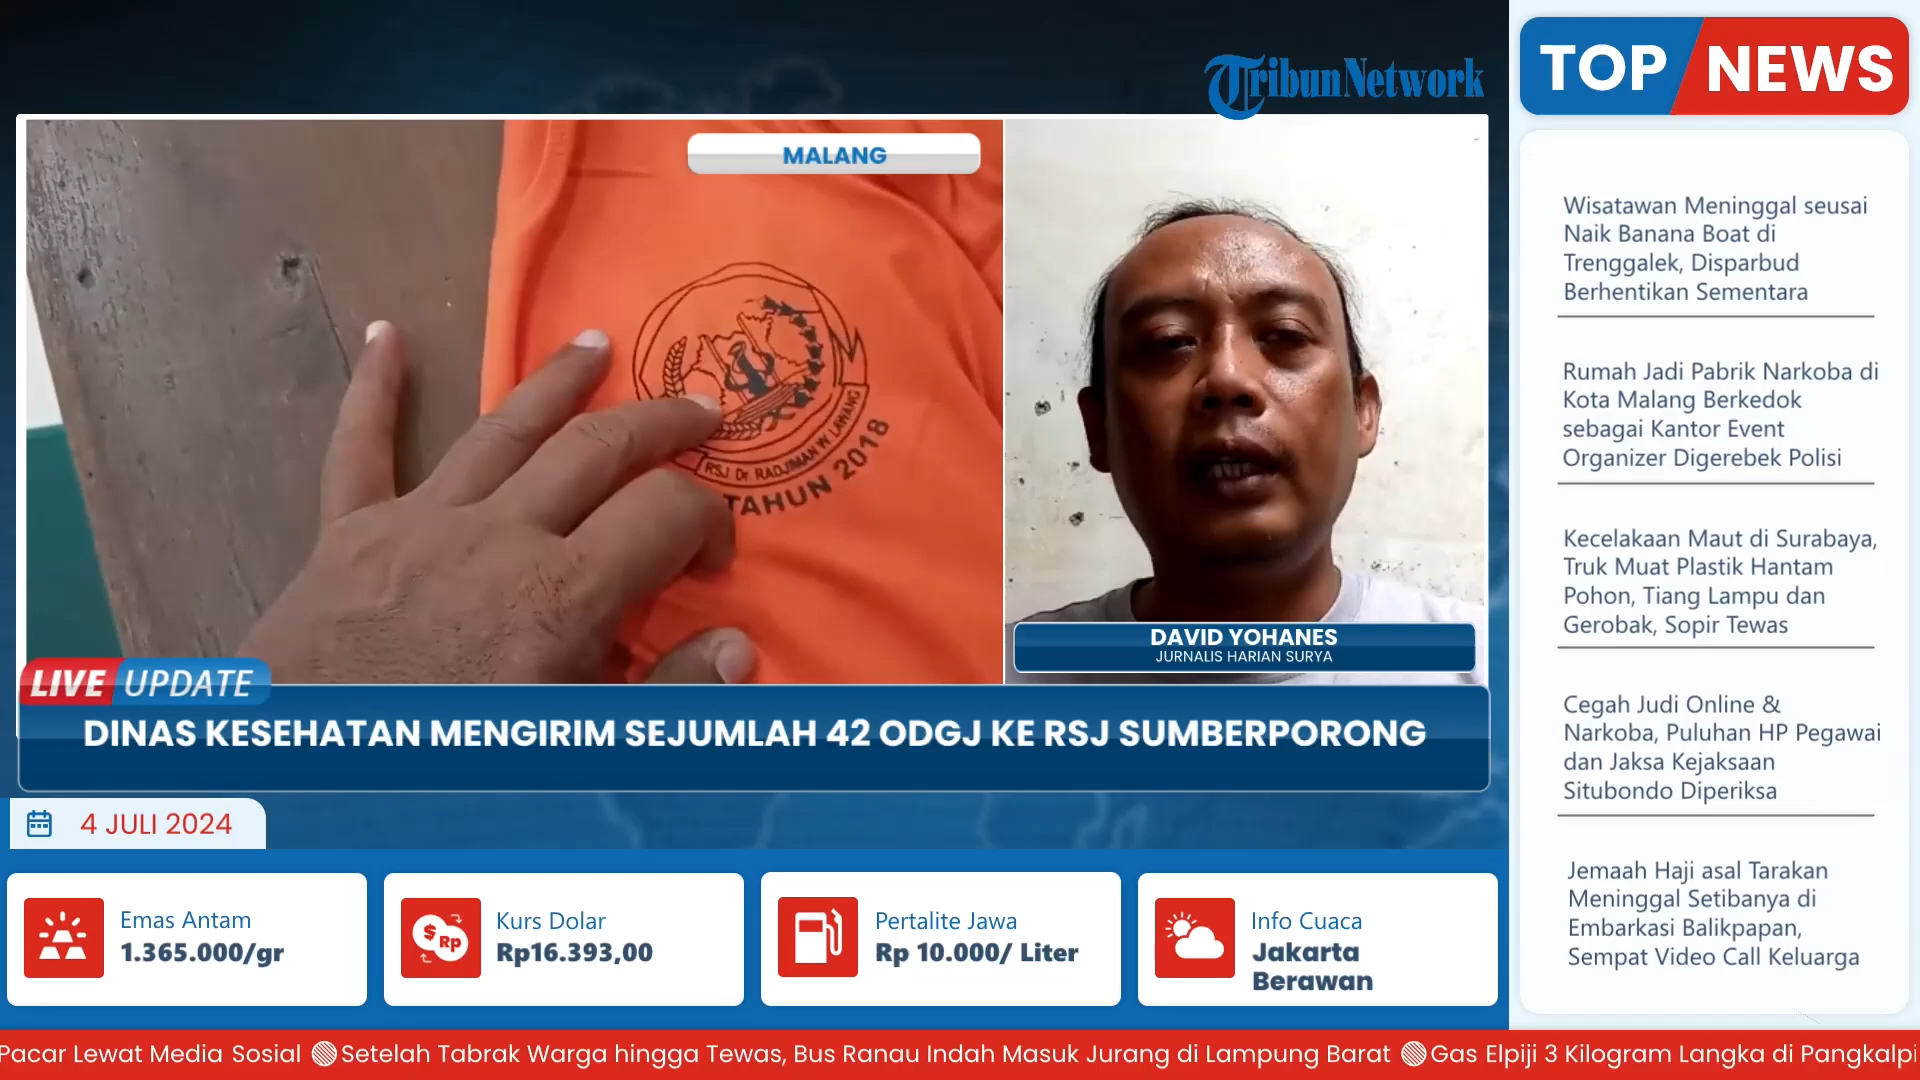 TribunNetwork
MALANG
RSJ Dr. RADJIMAN W. LAWANG
TAHUN 2018
DAVID YOHANES
JURNALIS HARIAN SURYA
LIVE UPDATE
DINAS KESEHATAN MENGIRIM SEJUMLAH 42 ODGJ KE RSJ SUMBERPORONG
4 JULI 2024
Emas Antam
1.365.000/gr
Kurs Dolar
Rp16.393,00
Pertalite Jawa
Rp 10.000/ Liter
Info Cuaca
Jakarta
Berawan
TOP NEWS
Wisatawan Meninggal seusai
Naik Banana Boat di
Trenggalek, Disparbud
Berhentikan Sementara
Rumah Jadi Pabrik Narkoba di
Kota Malang Berkedok
sebagai Kantor Event
Organizer Digerebek Polisi
Kecelakaan Maut di Surabaya,
Truk Muat Plastik Hantam
Pohon, Tiang Lampu dan
Gerobak, Sopir Tewas
Cegah Judi Online &
Narkoba, Puluhan HP Pegawai
dan Jaksa Kejaksaan
Situbondo Diperiksa
Jemaah Haji asal Tarakan
Meninggal Setibanya di
Embarkasi Balikpapan,
Sempat Video Call Keluarga
Pacar Lewat Media Sosial Setelah Tabrak Warga hingga Tewas, Bus Ranau Indah Masuk Jurang di Lampung Barat Gas Elpiji 3 Kilogram Langka di Pangkalpi